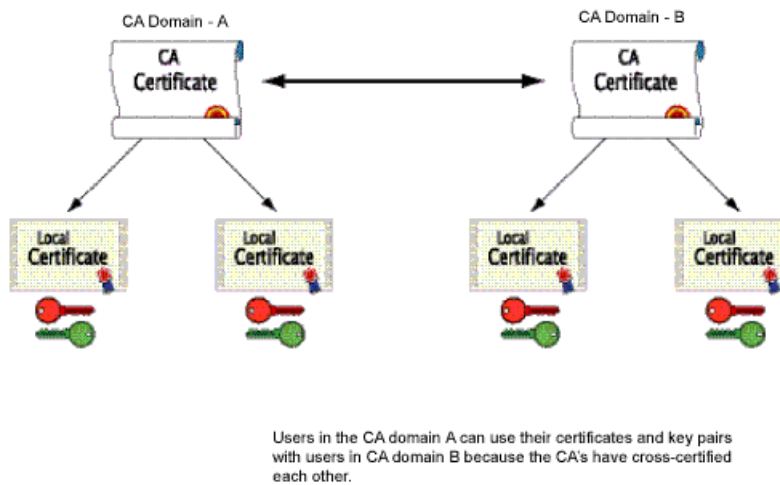 CA Domain - A
CA Domain - B
CA
Certificate
CA
Certificate
Local
Certificate
Local
Certificate
Local
Certificate
Local
Certificate
Users in the CA domain A can use their certificates and key pairs
with users in CA domain B because the CA's have cross-certified
each other.